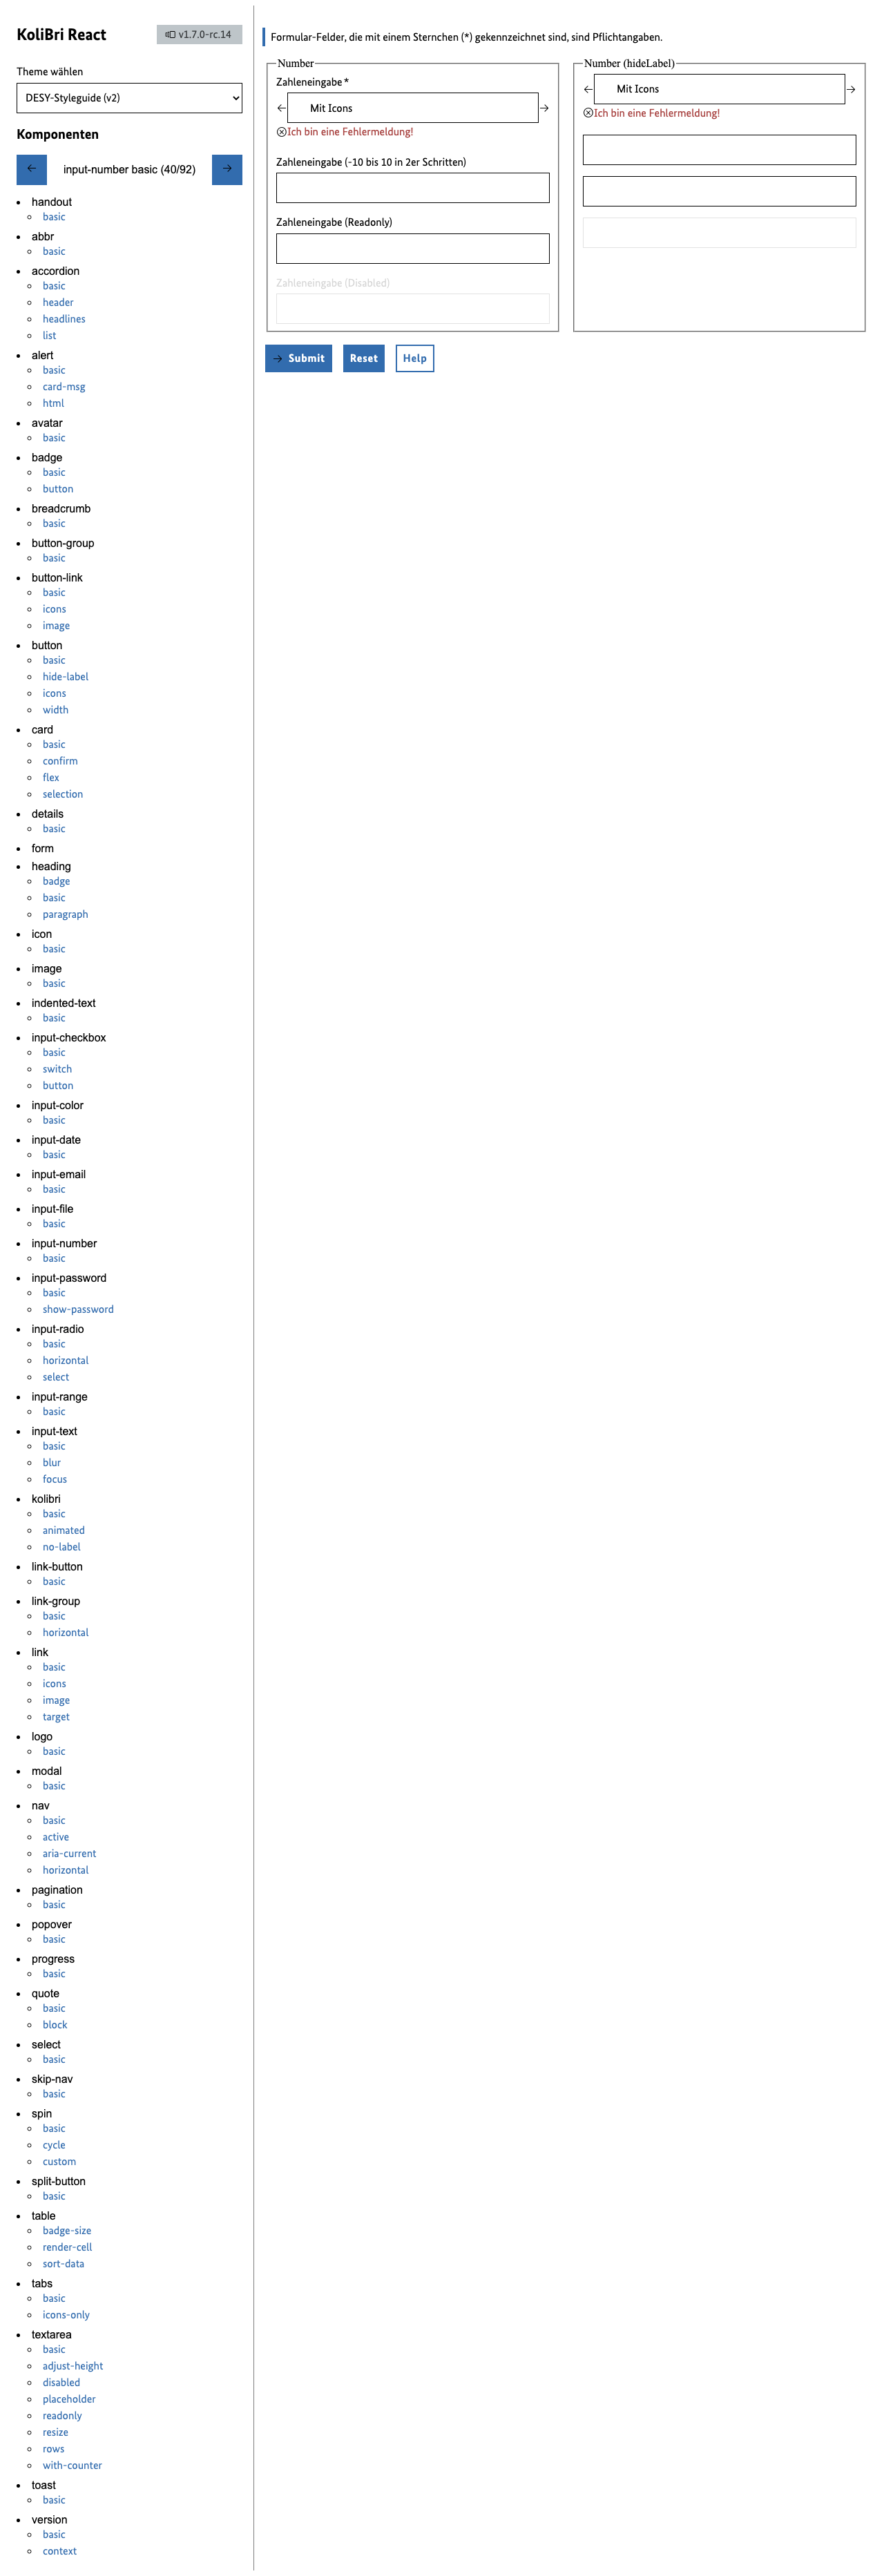 KoliBri React
v1.7.0-rc.14
Theme wählen
DESY-Styleguide (v2)
Komponenten
input-number basic (40/92)
handout
basic
abbr
basic
accordion
basic
header
headlines
list
alert
basic
card-msg
html
avatar
basic
badge
basic
button
breadcrumb
basic
button-group
basic
button-link
basic
icons
image
button
basic
hide-label
icons
width
card
basic
confirm
flex
selection
details
basic
form
heading
badge
basic
paragraph
icon
basic
image
basic
indented-text
basic
input-checkbox
basic
switch
button
input-color
basic
input-date
basic
input-email
basic
input-file
basic
input-number
basic
input-password
basic
show-password
input-radio
basic
horizontal
select
input-range
basic
input-text
basic
blur
focus
kolibri
basic
animated
no-label
link-button
basic
link-group
basic
horizontal
link
basic
icons
image
target
logo
basic
modal
basic
nav
basic
active
aria-current
horizontal
pagination
basic
popover
basic
progress
basic
quote
basic
block
select
basic
skip-nav
basic
spin
basic
cycle
custom
split-button
basic
table
badge-size
render-cell
sort-data
tabs
basic
icons-only
textarea
basic
adjust-height
disabled
placeholder
readonly
resize
rows
with-counter
toast
basic
version
basic
context
Formular-Felder, die mit einem Sternchen (*) gekennzeichnet sind, sind Pflichtangaben.
Number
Zahleneingabe *
Mit Icons
Ich bin eine Fehlermeldung!
Zahleneingabe (-10 bis 10 in 2er Schritten)
Zahleneingabe (Readonly)
Zahleneingabe (Disabled)
Number (hideLabel)
Mit Icons
Ich bin eine Fehlermeldung!
Submit
Reset
Help